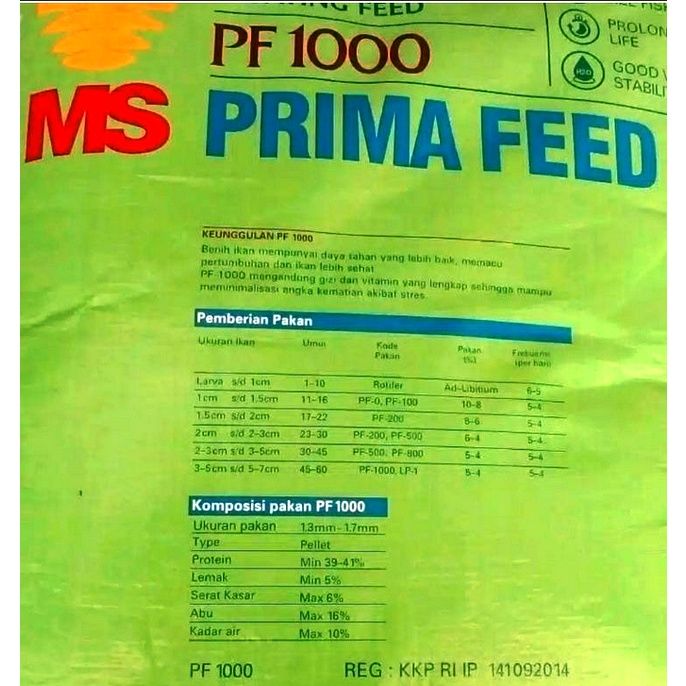 FEED
PF 1000
PROLON
LIFE
GOOD
STABILI
H2O
MS PRIMA FEED
KEUNGGULAN PF 1000
Benih ikan mempunyai daya tahan yang lebih baik, memacu
pertumbuhan dan ikan lebih sehat
PF 1000 mengandung gizi dan vitamin yang lengkap sehingga mampu
meminimalisasi angka kematian akibat stres.
Pemberian Pakan
Ukuran Ikan Umur Kode Pakan Pakan (%) Frekuensi (per hari)
Larva s/d 1cm 1-10 Rotifer Ad-Libitium 6-5
1cm s/d 1.5cm 11-16 PF-0, PF-100 10-8 5-4
1.5cm s/d 2cm 17-22 PF-200 8-6 5-4
2cm s/d 2-3cm 23-30 PF-200, PF-500 6-4 5-4
2-3cm s/d 3-5cm 30-45 PF-500, PF-800 5-4 5-4
3-5cm s/d 5-7cm 45-60 PF-1000, LP-1 5-4 5-4
Komposisi pakan PF 1000
Ukuran pakan 1.3mm-1.7mm
Type Pellet
Protein Min 39-41%
Lemak Min 5%
Serat Kasar Max 6%
Abu Max 16%
Kadar air Max 10%
PF 1000 REG : KKP RI IP 141092014